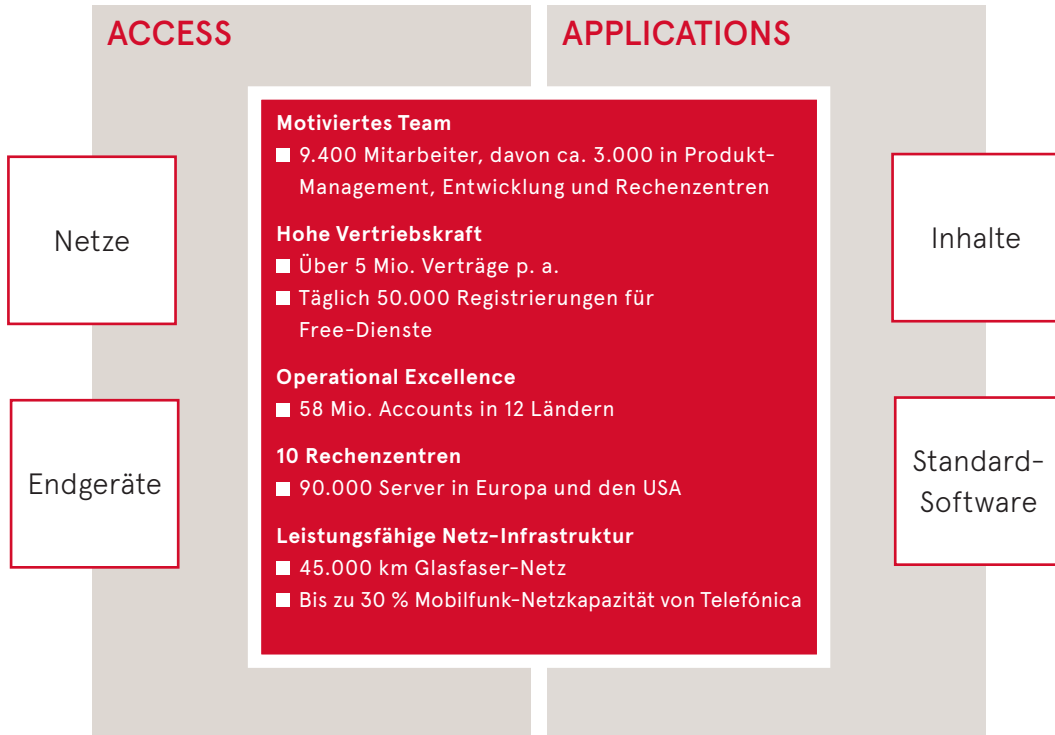 ACCESS
APPLICATIONS
Netze
Endgeräte
Motiviertes Team
■ 9.400 Mitarbeiter, davon ca. 3.000 in Produkt-
Management, Entwicklung und Rechenzentren
Hohe Vertriebskraft
■ Über 5 Mio. Verträge p. a.
■ Täglich 50.000 Registrierungen für
Free-Dienste
Operational Excellence
■ 58 Mio. Accounts in 12 Ländern
10 Rechenzentren
■ 90.000 Server in Europa und den USA
Leistungsfähige Netz-Infrastruktur
■ 45.000 km Glasfaser-Netz
■ Bis zu 30 % Mobilfunk-Netzkapazität von Telefónica
Inhalte
Standard-
Software